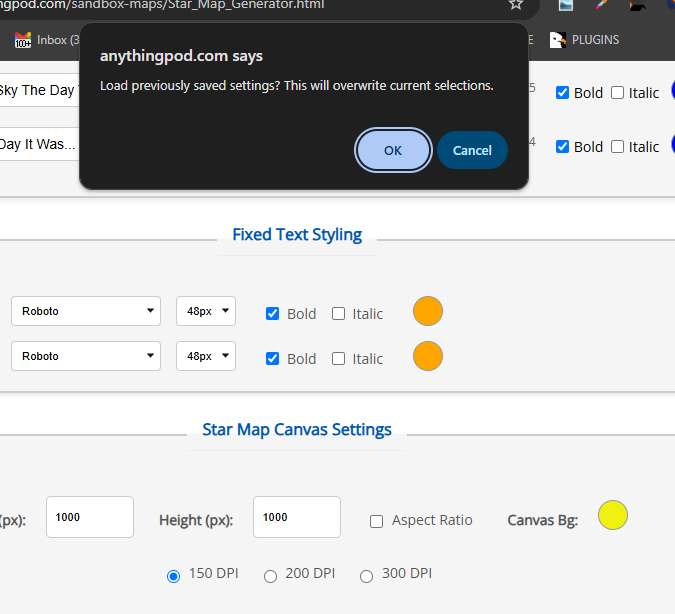 ngpod.com/sandbox-maps/Star_Map_Generator.html
100+ Inbox (3
E PLUGINS
anythingpod.com says
Load previously saved settings? This will overwrite current selections.
OK Cancel
Sky The Day
5 Bold Italic
Day It Was...
4 Bold Italic
Fixed Text Styling
Roboto 48px Bold Italic
Roboto 48px Bold Italic
Star Map Canvas Settings
(px): 1000 Height (px): 1000 Aspect Ratio Canvas Bg:
150 DPI 200 DPI 300 DPI